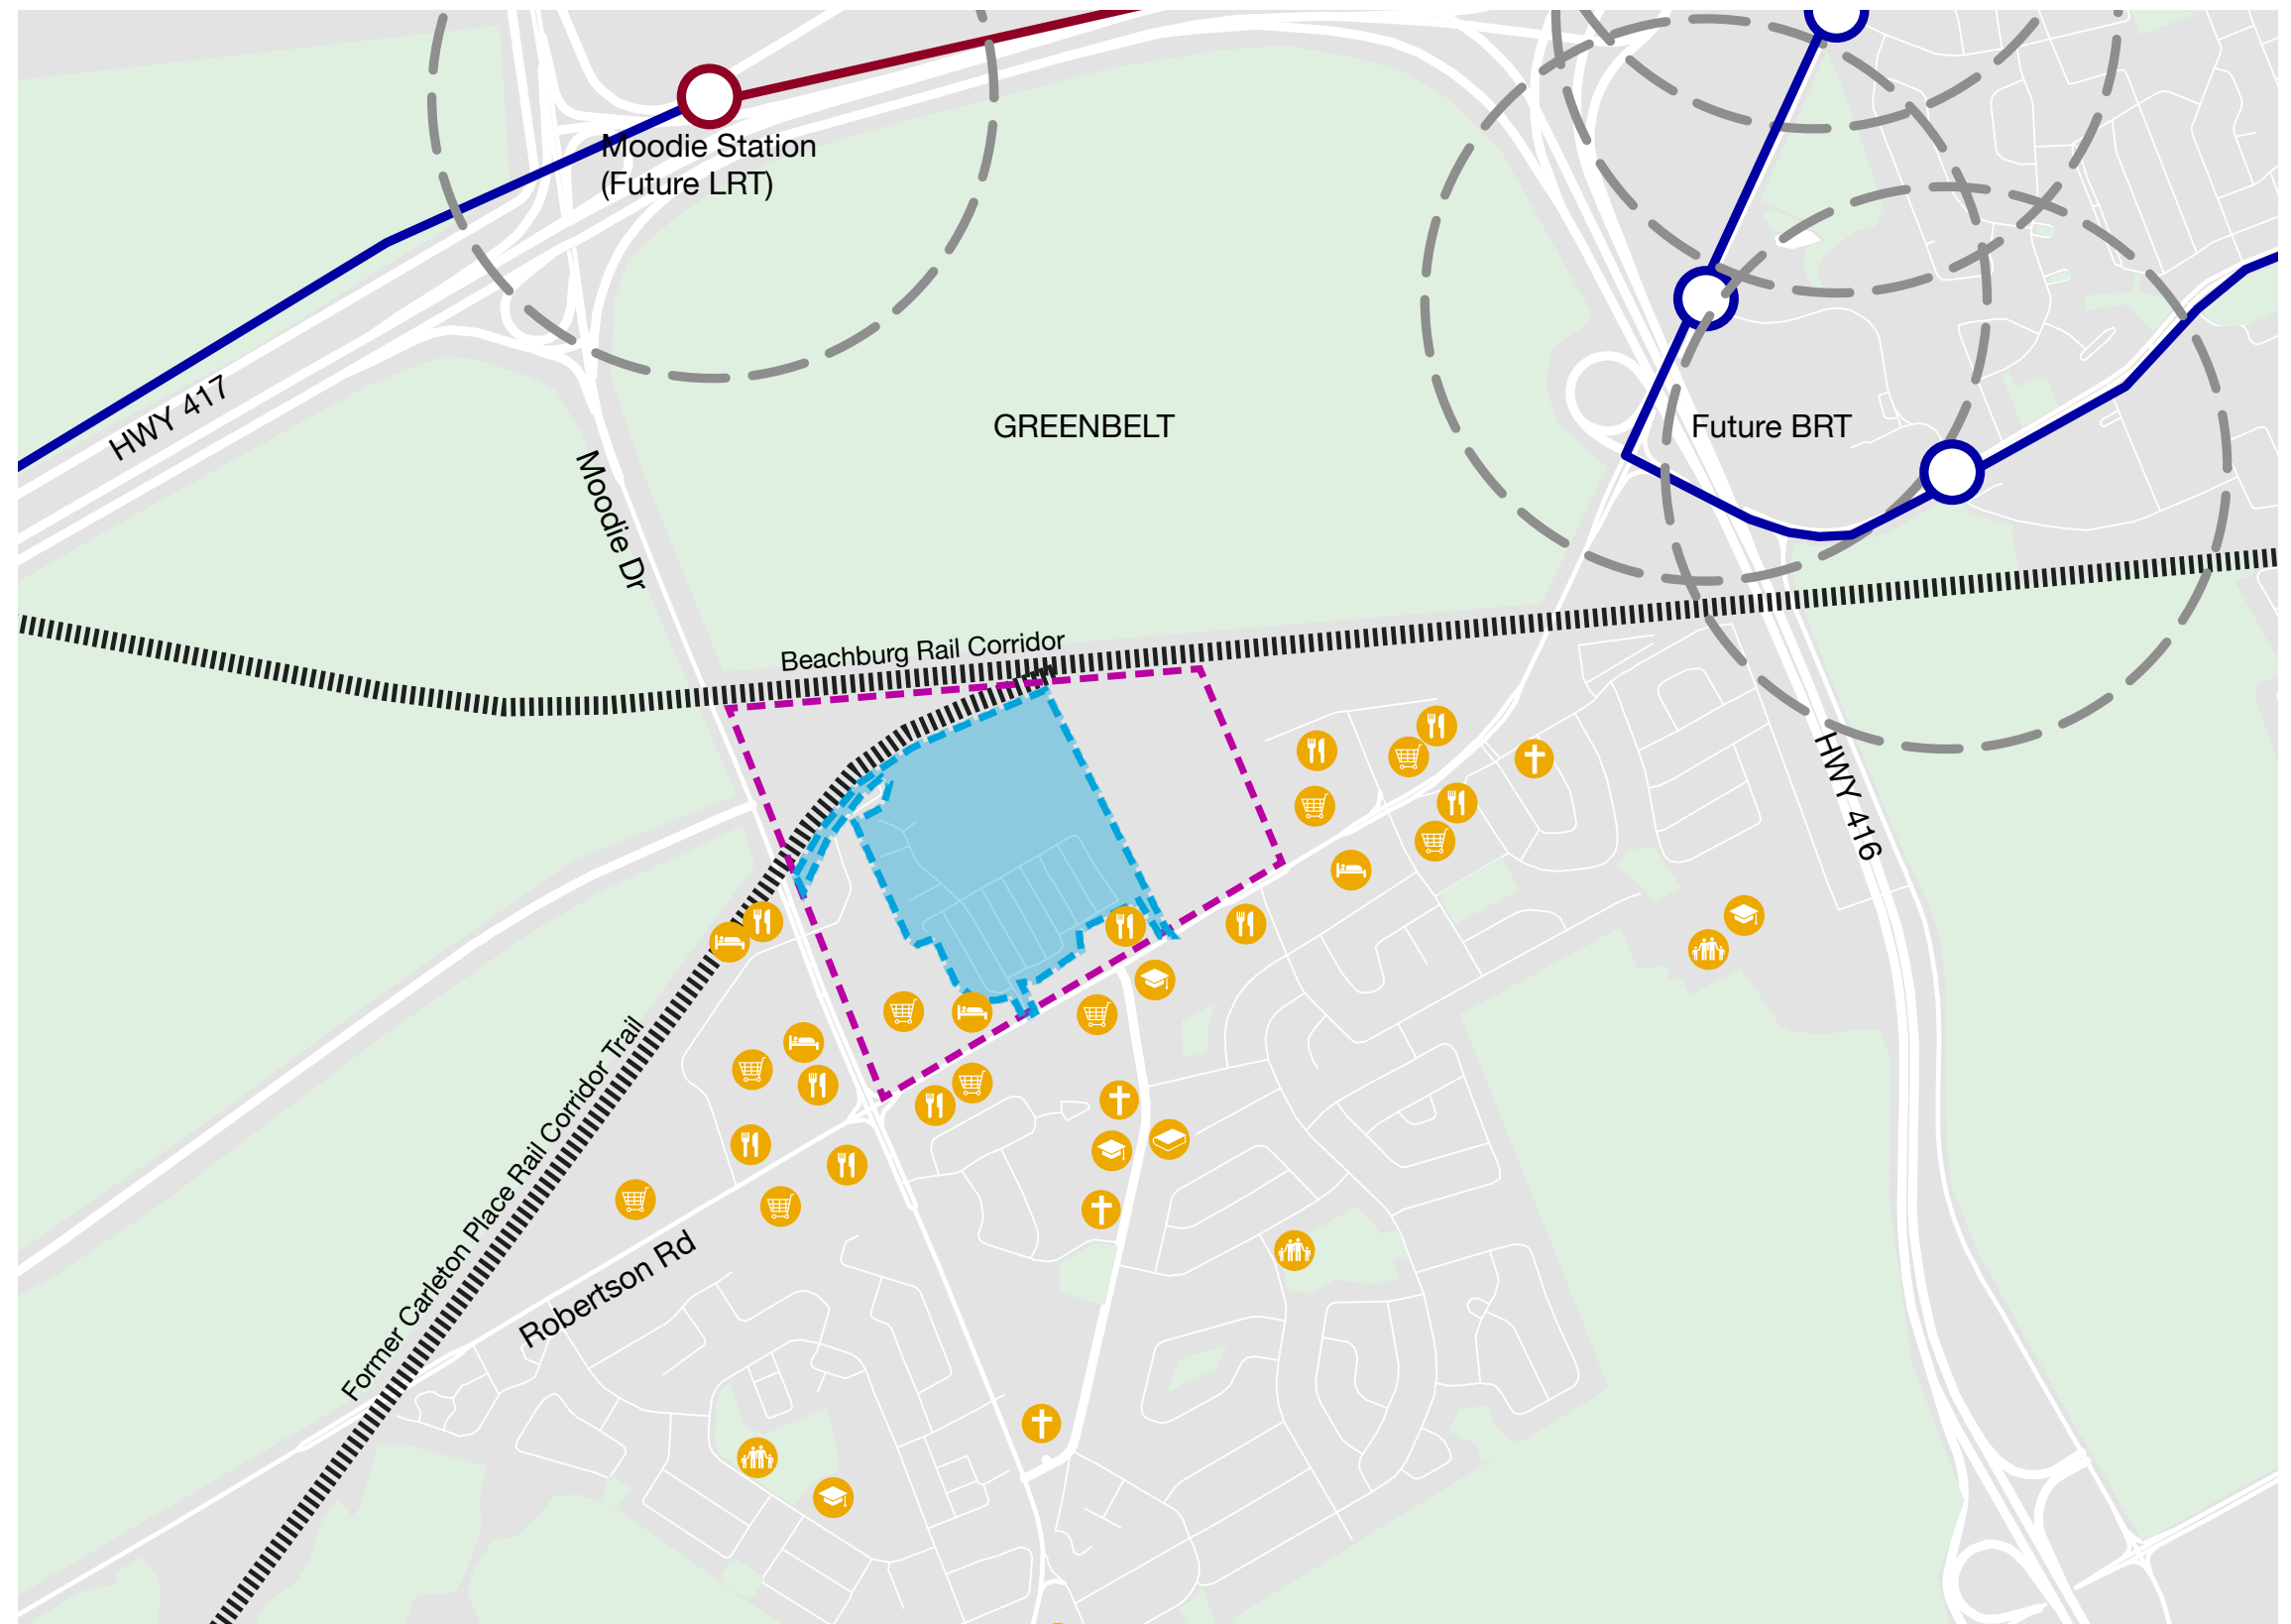 Moodie Station
(Future LRT)
HWY 417
GREENBELT
Future BRT
Moodie Dr
Beachburg Rail Corridor
HWY 416
Former Carleton Place Rail Corridor Trail
Robertson Rd